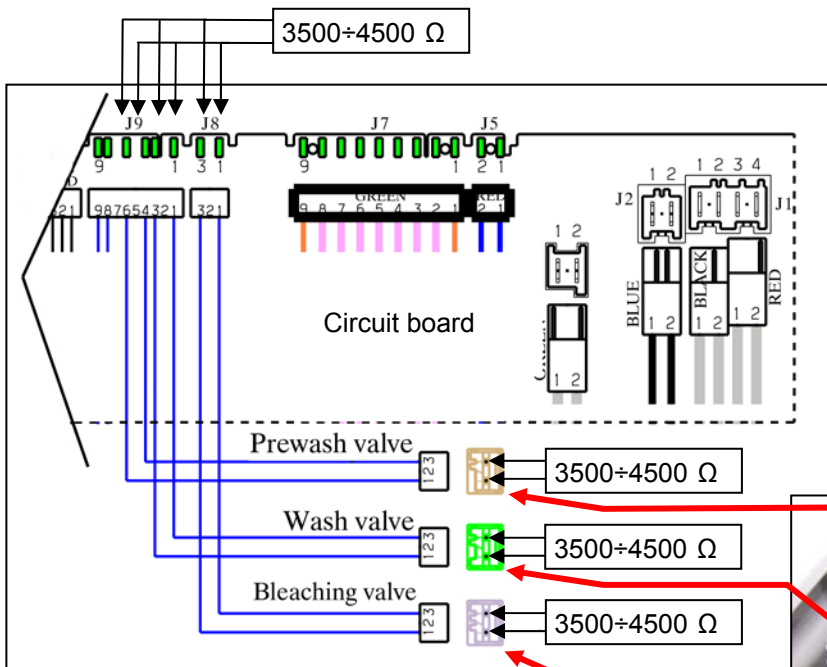 3500÷4500 Ω
J9 J8 J7 J5
9 1 3 1 9 1 2 1
1 2 1 2 3 4
J2 J1
D
2 1 9 8 7 6 5 4 3 2 1 3 2 1 GREEN RED
9 8 7 6 5 4 3 2 1 2 1
1 2
BLUE BLACK RED
1 2 1 2 1 2
Circuit board
1 2
Prewash valve
1 2 3
3500÷4500 Ω
Wash valve
1 2 3
3500÷4500 Ω
Bleaching valve
1 2 3
3500÷4500 Ω